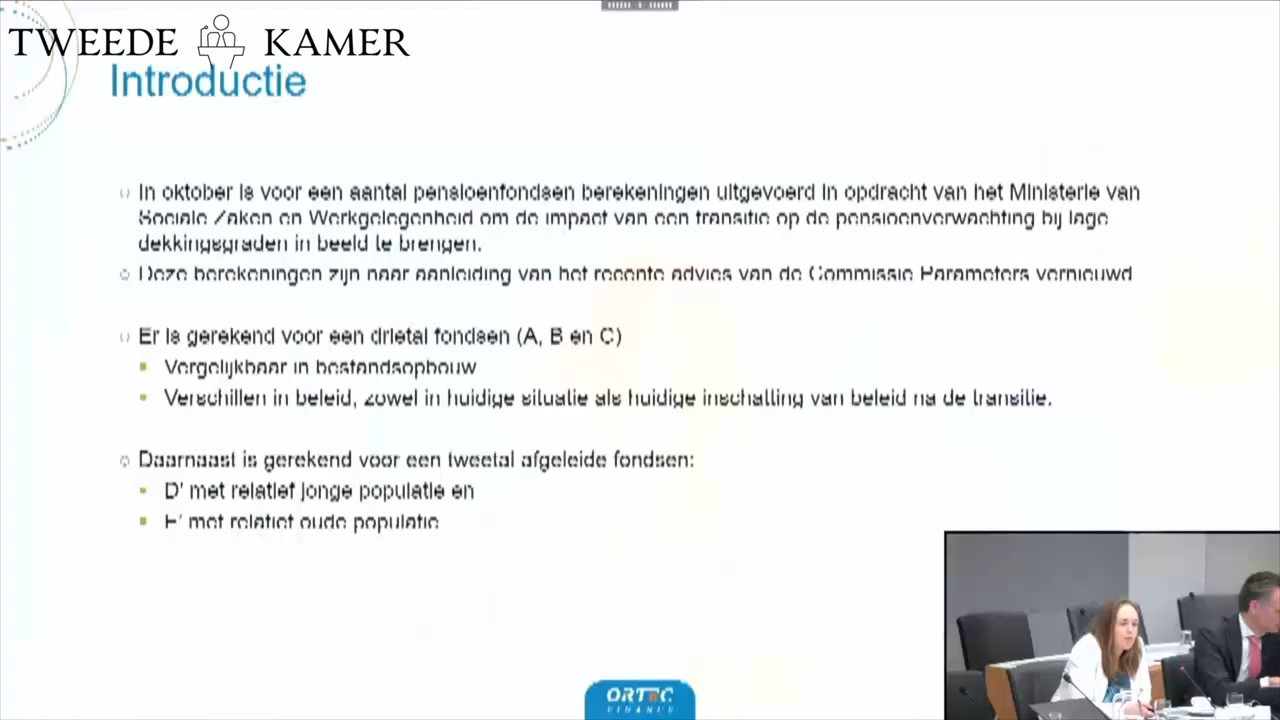 TWEEDE KAMER
Introductie
In oktober is voor een aantal pensioenfondsen berekeningen uitgevoerd in opdracht van het Ministerie van
Sociale Zaken en Werkgelegenheid om de impact van een transitie op de pensioenverwachting bij lage
dekkingsgraden in beeld te brengen.
Deze berekeningen zijn naar aanleiding van het recente advies van de Commissie Parameters vernieuwd
Er is gerekend voor een drietal fondsen (A, B en C)
Vergelijkbaar in bestandsopbouw
Verschillen in beleid, zowel in huidige situatie als huidige inschatting van beleid na de transitie.
Daarnaast is gerekend voor een tweetal afgeleide fondsen:
D' met relatief jonge populatie en
E' met relatief oude populatie
ORTEC
FINANCE